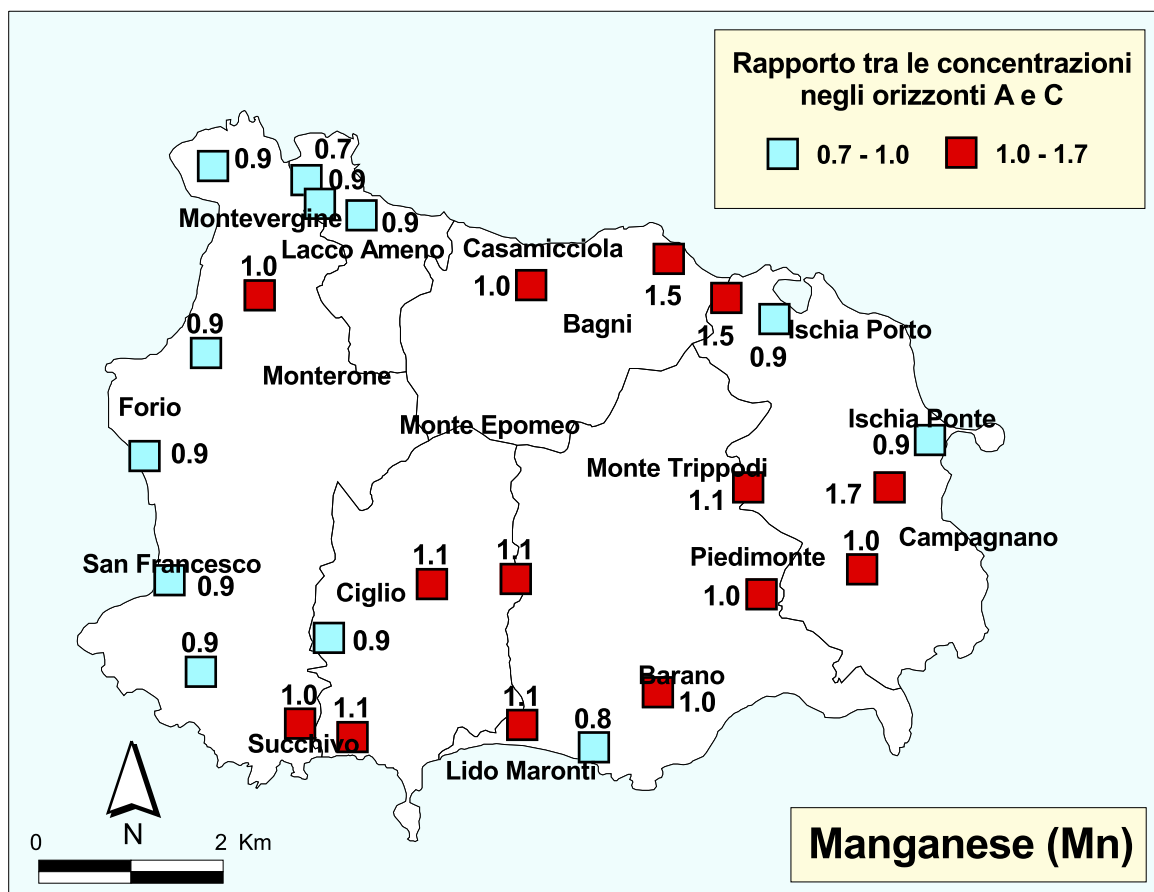 Rapporto tra le concentrazioni
negli orizzonti A e C
0.7 - 1.0
1.0 - 1.7
0.9
0.7
0.9
0.9
Montevergine
Lacco Ameno
Casamicciola
1.0
1.0
1.5
Bagni
1.5
Ischia Porto
0.9
0.9
Monterone
Forio
Monte Epomeo
Ischia Ponte
0.9
0.9
Monte Trippodi
1.1
1.7
Campagnano
1.0
San Francesco
0.9
1.1
1.1
Piedimonte
1.0
Ciglio
0.9
0.9
Barano
1.0
1.0
1.1
1.1
0.8
Succhivo
Lido Maronti
N
0
2 Km
Manganese (Mn)